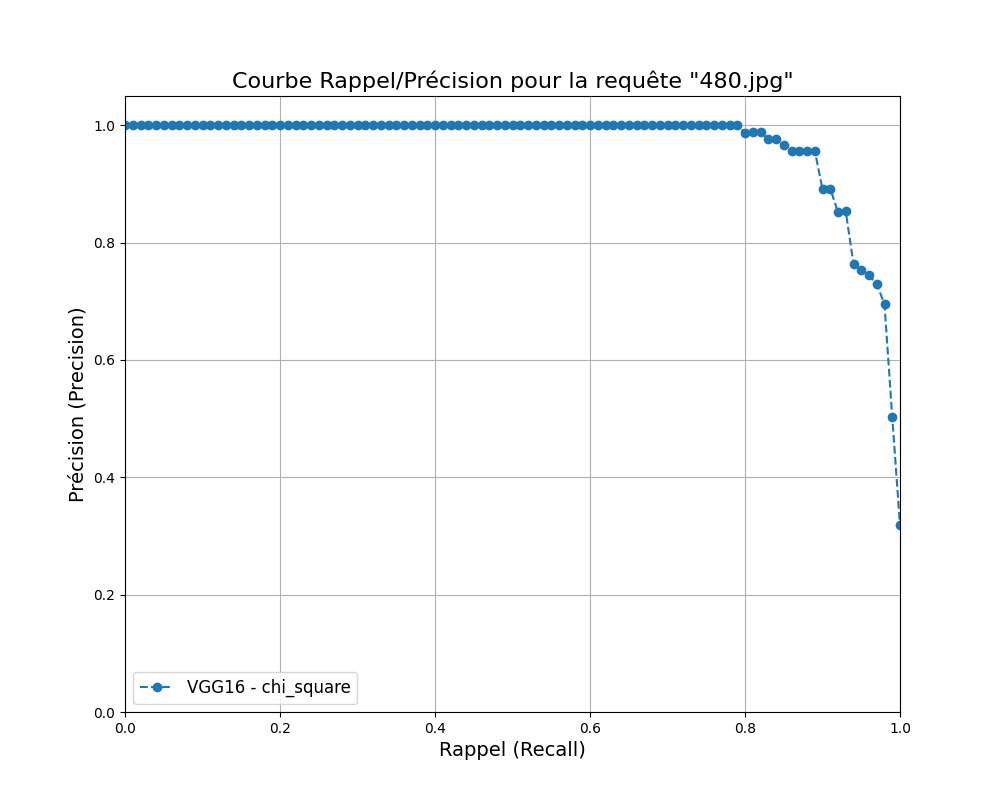 Courbe Rappel/Précision pour la requête "480.jpg"
Précision (Precision)
1.0
0.8
0.6
0.4
0.2
0.0
VGG16 - chi_square
0.0 0.2 0.4 0.6 0.8 1.0
Rappel (Recall)